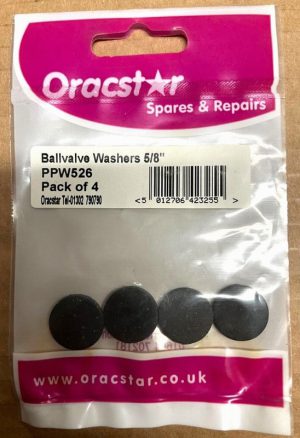 Oracst★r
Spares & Repairs
Ballvalve Washers 5/8"
PPW526
Pack of 4
Oracstar Tel-01302 790790
<5 012706 423255 >
www.oracstar.co.uk